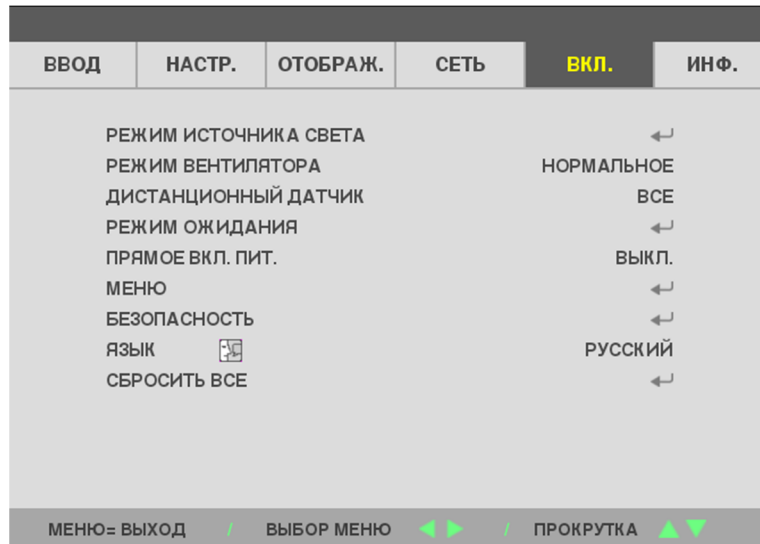 ВВОД НАСТР. ОТОБРАЖ. СЕТЬ ВКЛ. ИНФ.
РЕЖИМ ИСТОЧНИКА СВЕТА
РЕЖИМ ВЕНТИЛЯТОРА НОРМАЛЬНОЕ
ДИСТАНЦИОННЫЙ ДАТЧИК ВСЕ
РЕЖИМ ОЖИДАНИЯ
ПРЯМОЕ ВКЛ. ПИТ. ВЫКЛ.
МЕНЮ
БЕЗОПАСНОСТЬ
ЯЗЫК РУССКИЙ
СБРОСИТЬ ВСЕ
МЕНЮ= ВЫХОД / ВЫБОР МЕНЮ / ПРОКРУТКА